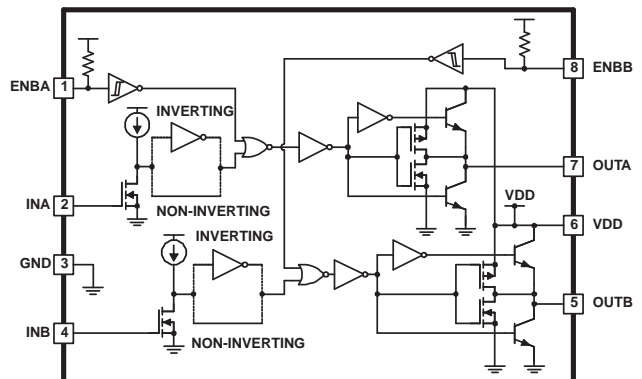 ENBA 1
8 ENBB
INVERTING
7 OUTA
INA 2
NON-INVERTING
VDD
INVERTING
6 VDD
GND 3
5 OUTB
INB 4
NON-INVERTING